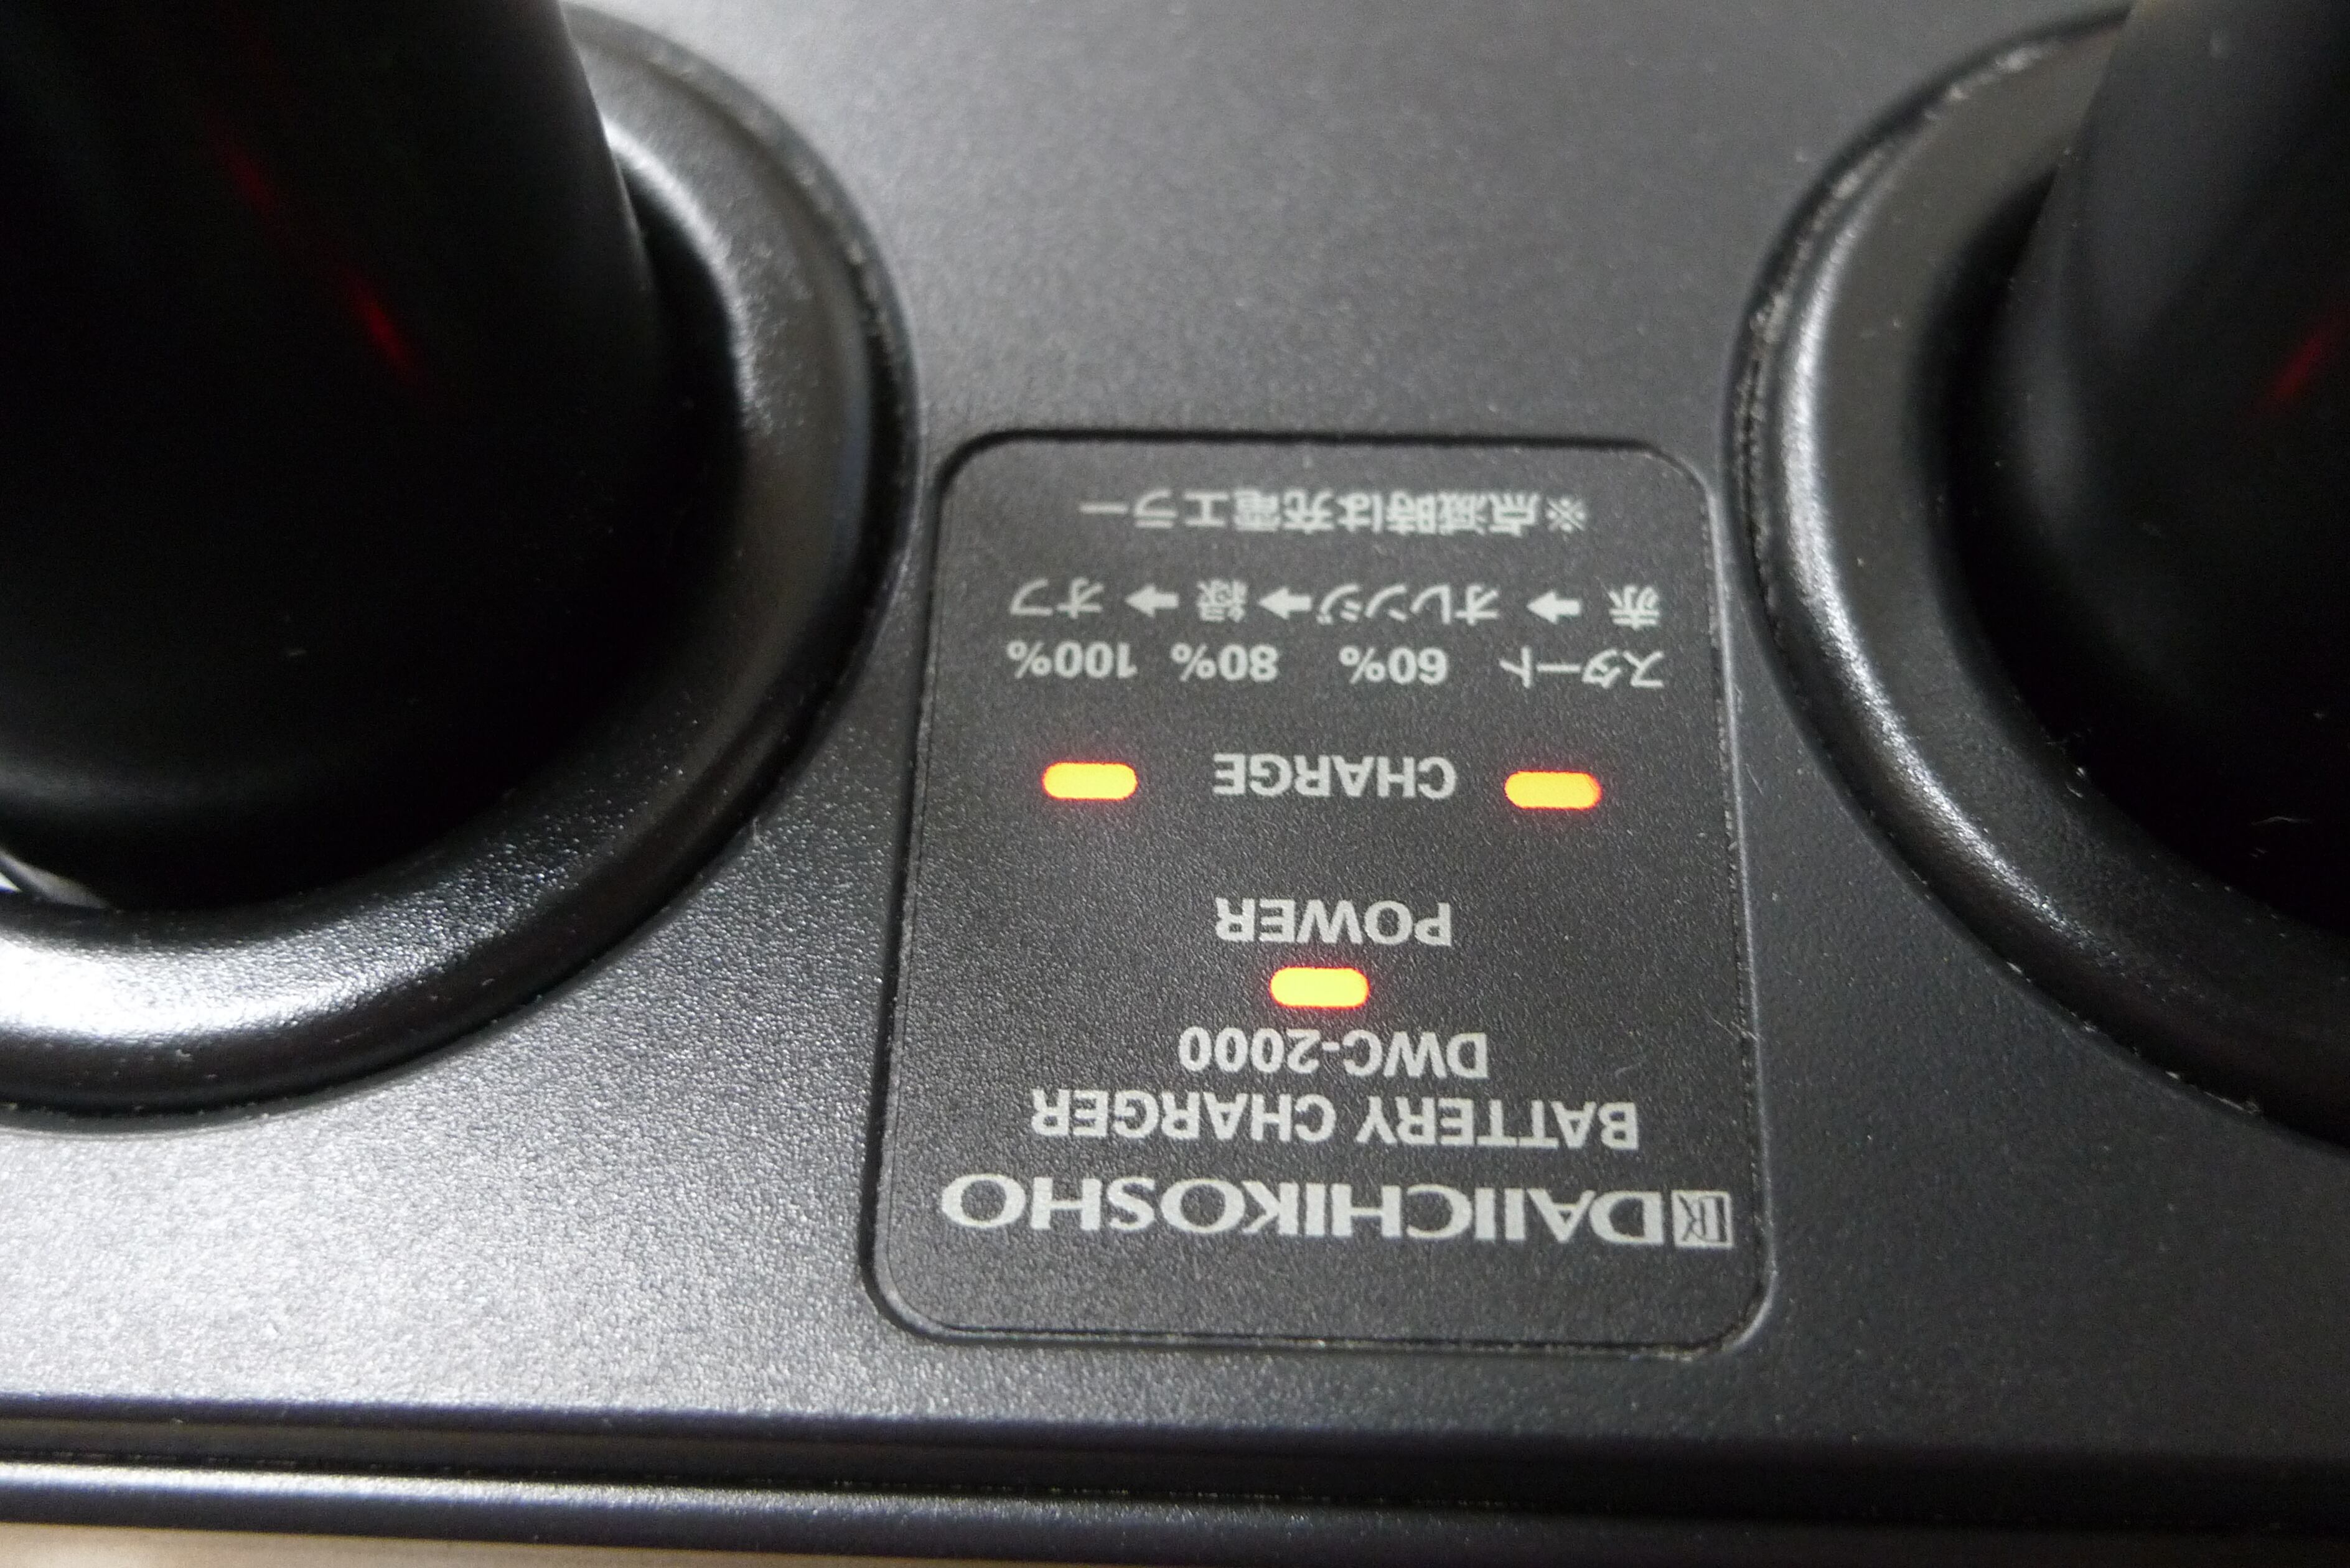 DK DAIICHIKOSHO
BATTERY CHARGER
DWC-2000
POWER
CHARGE
スタート 60% 80% 100%
赤 → オレンジ → 緑 → オフ
※点滅時は充電エラー